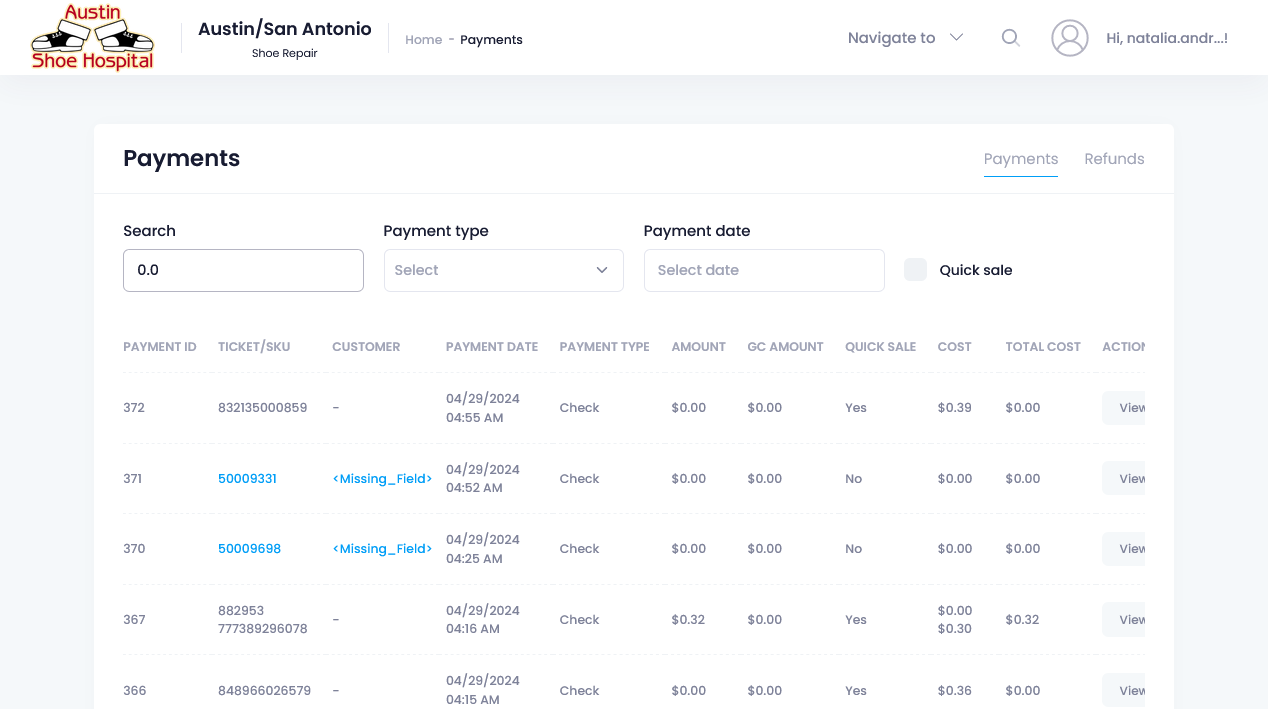 Austin
Shoe Hospital
Austin/San Antonio
Shoe Repair
Home - Payments
Navigate to
Hi, natalia.andr...!
Payments
Payments Refunds
Search Payment type Payment date
0.0 Select Select date Quick sale
PAYMENT ID TICKET/SKU CUSTOMER PAYMENT DATE PAYMENT TYPE AMOUNT GC AMOUNT QUICK SALE COST TOTAL COST ACTION
372 832135000859 - 04/29/2024 04:55 AM Check $0.00 $0.00 Yes $0.39 $0.00 View
371 50009331 <Missing_Field> 04/29/2024 04:52 AM Check $0.00 $0.00 No $0.00 $0.00 View
370 50009698 <Missing_Field> 04/29/2024 04:25 AM Check $0.00 $0.00 No $0.00 $0.00 View
367 882953 777389296078 - 04/29/2024 04:16 AM Check $0.32 $0.00 Yes $0.00 $0.30 $0.32 View
366 848966026579 - 04/29/2024 04:15 AM Check $0.00 $0.00 Yes $0.36 $0.00 View